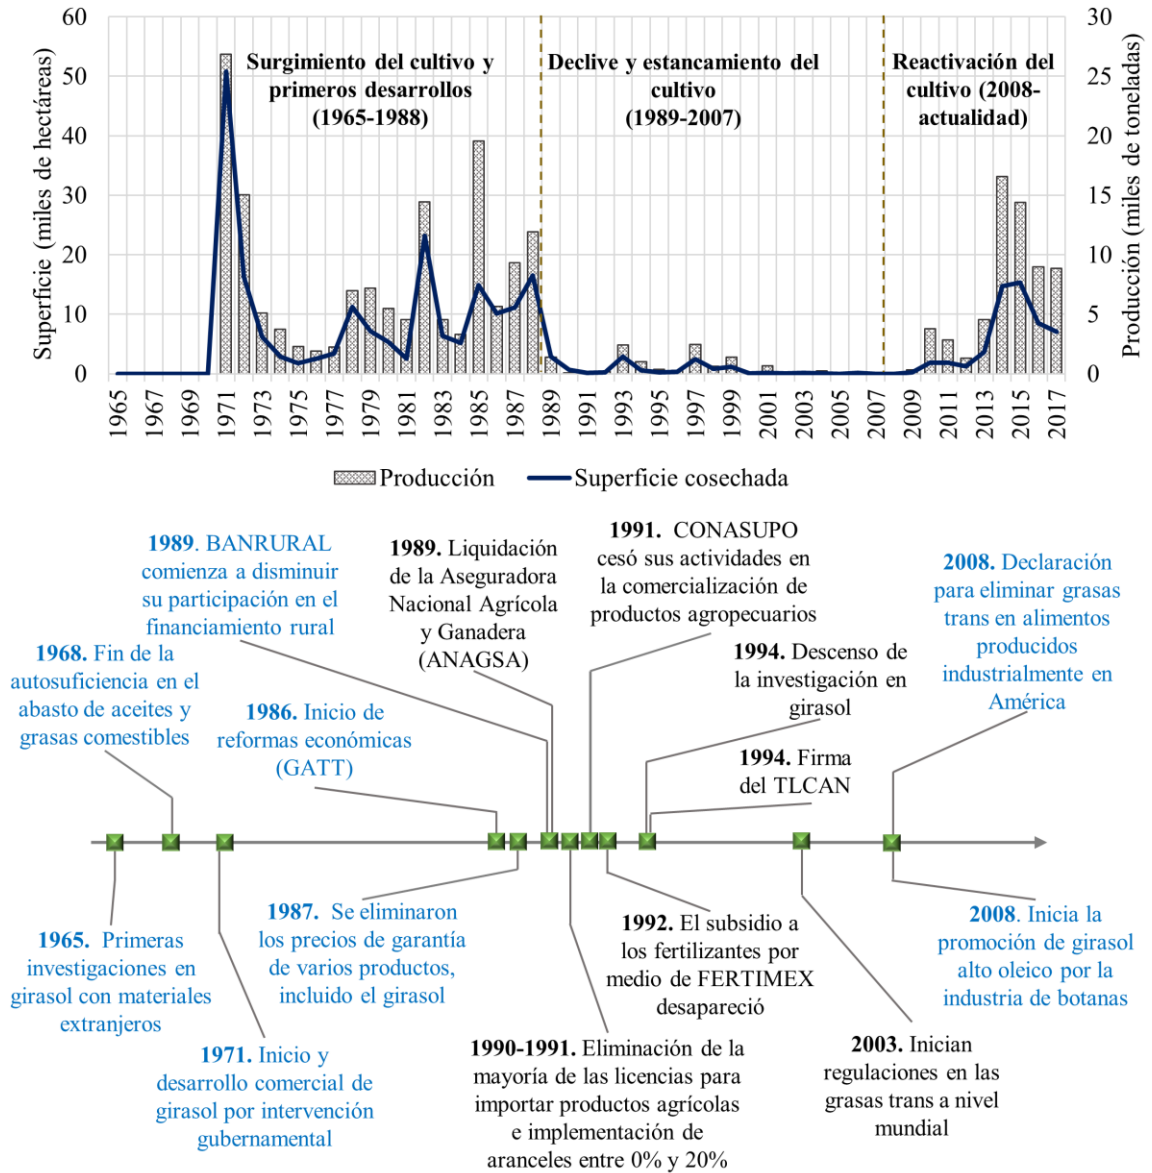 60
50
40
30
20
10
0
Superficie (miles de hectáreas)
Surgimiento del cultivo y
primeros desarrollos
(1965-1988)
Declive y estancamiento del
cultivo
(1989-2007)
Reactivación del
cultivo (2008-
actualidad)
30
25
20
15
10
5
0
Producción (miles de toneladas)
1965
1967
1969
1971
1973
1975
1977
1979
1981
1983
1985
1987
1989
1991
1993
1995
1997
1999
2001
2003
2005
2007
2009
2011
2013
2015
2017
Producción
Superficie cosechada
1989. BANRURAL
comienza a disminuir
su participación en el
financiamiento rural
1989. Liquidación
de la Aseguradora
Nacional Agrícola
y Ganadera
(ANAGSA)
1991. CONASUPO
cesó sus actividades en
la comercialización de
productos agropecuarios
2008. Declaración
para eliminar grasas
trans en alimentos
producidos
industrialmente en
América
1968. Fin de la
autosuficiencia en el
abasto de aceites y
grasas comestibles
1986. Inicio de
reformas económicas
(GATT)
1994. Descenso de
la investigación en
girasol
1994. Firma
del TLCAN
1965. Primeras
investigaciones en
girasol con materiales
extranjeros
1987. Se eliminaron
los precios de garantía
de varios productos,
incluido el girasol
1992. El subsidio a
los fertilizantes por
medio de FERTIMEX
desapareció
2008. Inicia la
promoción de girasol
alto oleico por la
industria de botanas
1971. Inicio y
desarrollo comercial de
girasol por intervención
gubernamental
1990-1991. Eliminación de la
mayoría de las licencias para
importar productos agrícolas
e implementación de
aranceles entre 0% y 20%
2003. Inician
regulaciones en las
grasas trans a nivel
mundial